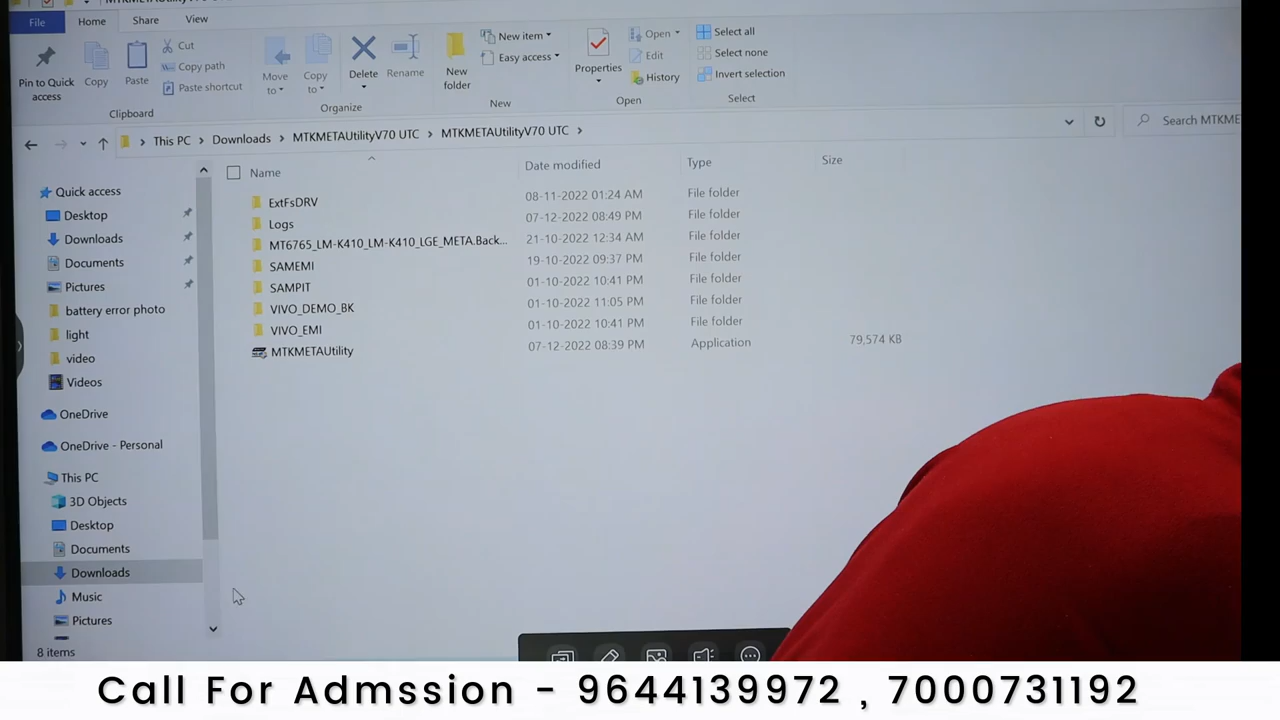 MTKMETAUtilityV70 UTC
File Home Share View
Pin to Quick access
Copy
Paste
Cut
Copy path
Paste shortcut
Clipboard
Move to
Copy to
Delete
Rename
Organize
New folder
New item
Easy access
New
Properties
Open
Edit
History
Open
Select all
Select none
Invert selection
Select
This PC > Downloads > MTKMETAUtilityV70 UTC > MTKMETAUtilityV70 UTC >
Search MTKME
Name Date modified Type Size
ExtFsDRV 08-11-2022 01:24 AM File folder
Logs 07-12-2022 08:49 PM File folder
MT6765_LM-K410_LM-K410_LGE_META.Back... 21-10-2022 12:34 AM File folder
SAMEMI 19-10-2022 09:37 PM File folder
SAMPIT 01-10-2022 10:41 PM File folder
VIVO_DEMO_BK 01-10-2022 11:05 PM File folder
VIVO_EMI 01-10-2022 10:41 PM File folder
MTKMETAUtility 07-12-2022 08:39 PM Application 79,574 KB
Quick access
Desktop
Downloads
Documents
Pictures
battery error photo
light
video
Videos
OneDrive
OneDrive - Personal
This PC
3D Objects
Desktop
Documents
Downloads
Music
Pictures
8 items
Call For Admssion - 9644139972 , 7000731192